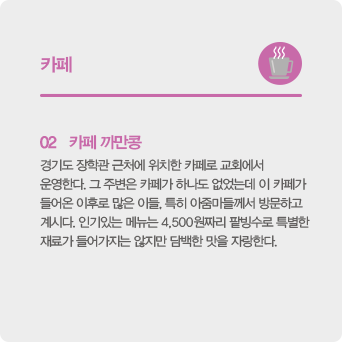 카페
02 카페 까만콩
경기도 장학관 근처에 위치한 카페로 교회에서
운영한다. 그 주변은 카페가 하나도 없었는데 이 카페가
들어온 이후로 많은 이들, 특히 아줌마들께서 방문하고
계시다. 인기있는 메뉴는 4,500원짜리 팥빙수로 특별한
재료가 들어가지는 않지만 담백한 맛을 자랑한다.